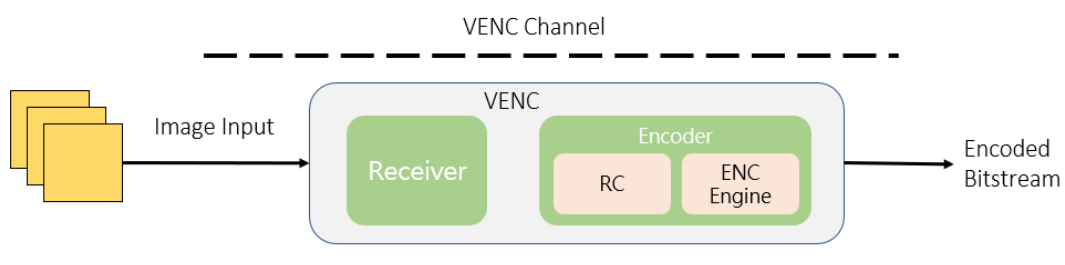 VENC Channel
VENC
Image Input
Receiver
Encoder
RC
ENC
Engine
Encoded
Bitstream